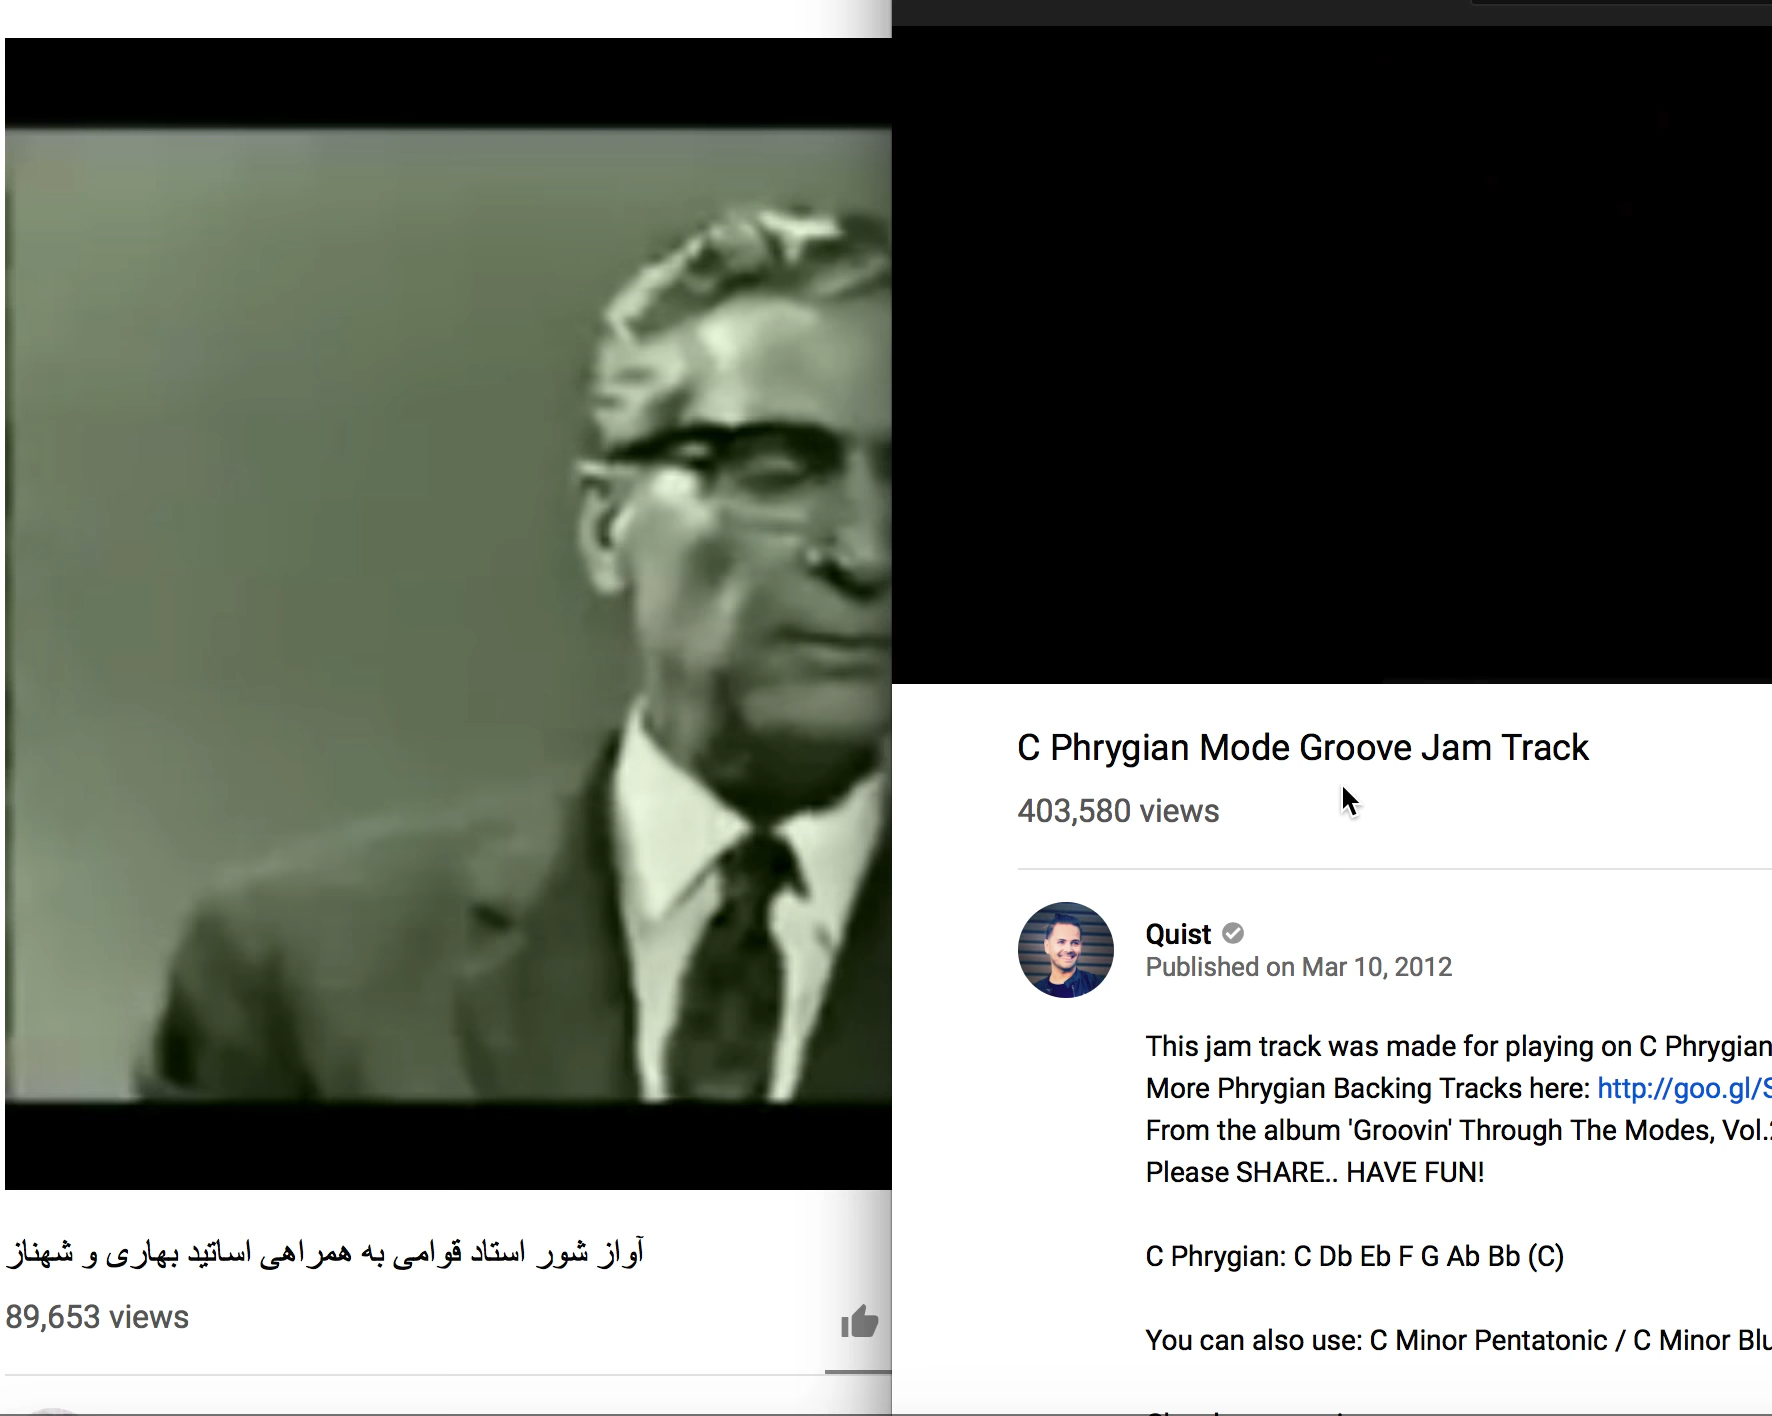 آواز شور استاد قوامی به همراهی اساتید بهاری و شهناز
89,653 views
C Phrygian Mode Groove Jam Track
403,580 views
Quist
Published on Mar 10, 2012
This jam track was made for playing on C Phrygian
More Phrygian Backing Tracks here: http://goo.gl/S
From the album 'Groovin' Through The Modes, Vol.2
Please SHARE.. HAVE FUN!
C Phrygian: C Db Eb F G Ab Bb (C)
You can also use: C Minor Pentatonic / C Minor Blu